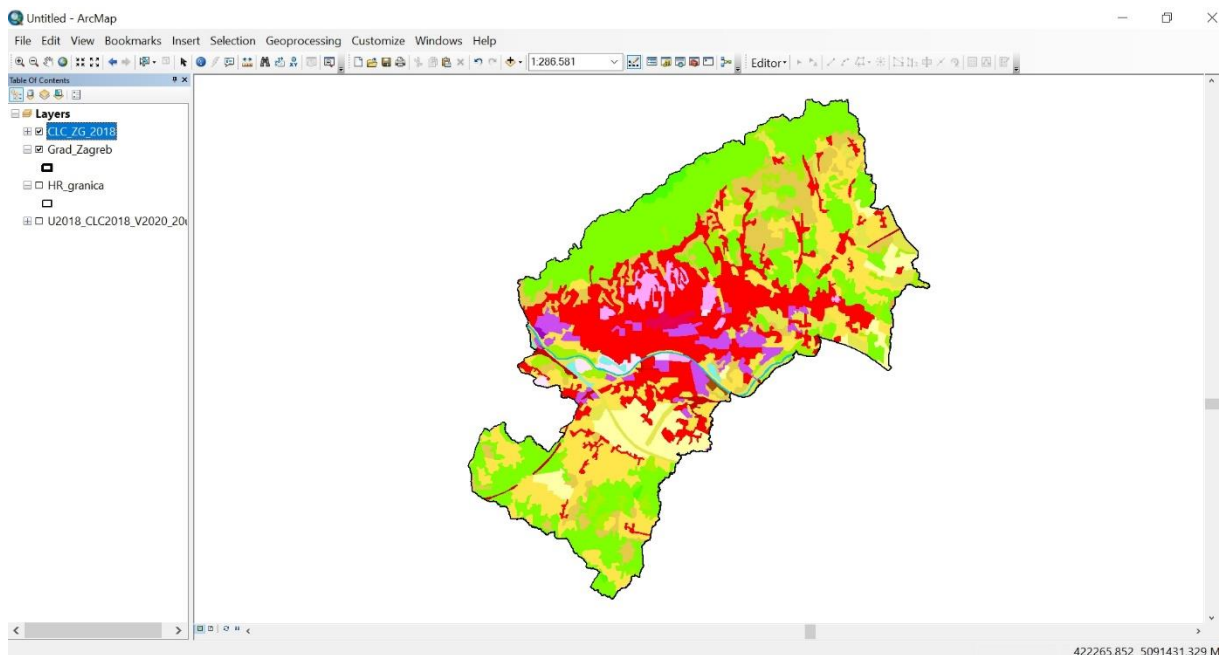 Untitled - ArcMap
File Edit View Bookmarks Insert Selection Geoprocessing Customize Windows Help
1:286.581 Editor
Table Of Contents
Layers
CLC_ZG_2018
Grad_Zagreb
HR_granica
U2018_CLC2018_V2020_20
422265,852 5091431,329 M